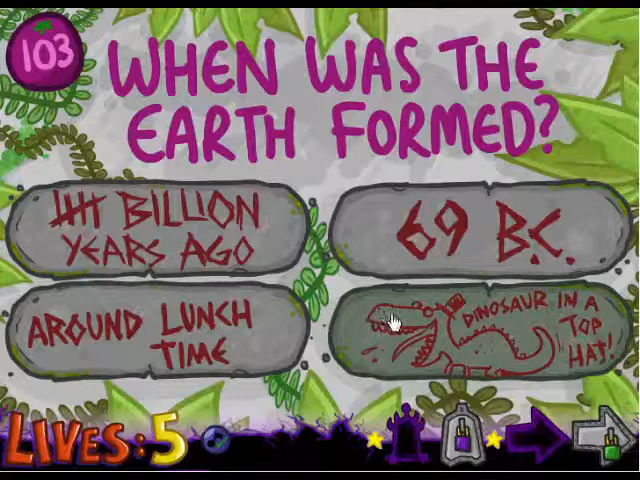 103
WHEN WAS THE
EARTH FORMED?
BILLION
YEARS AGO
69 B.C.
AROUND LUNCH
TIME
DINOSAUR IN A
TOP
HAT!
LIVES: 5